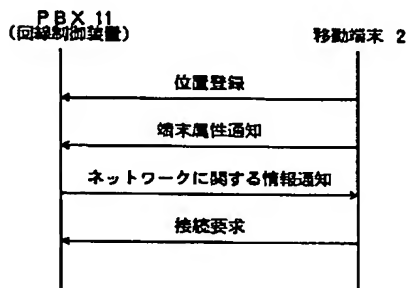 PBX 11
(回線制御装置)
移動端末 2
位置登録
端末属性通知
ネットワークに関する情報通知
接続要求